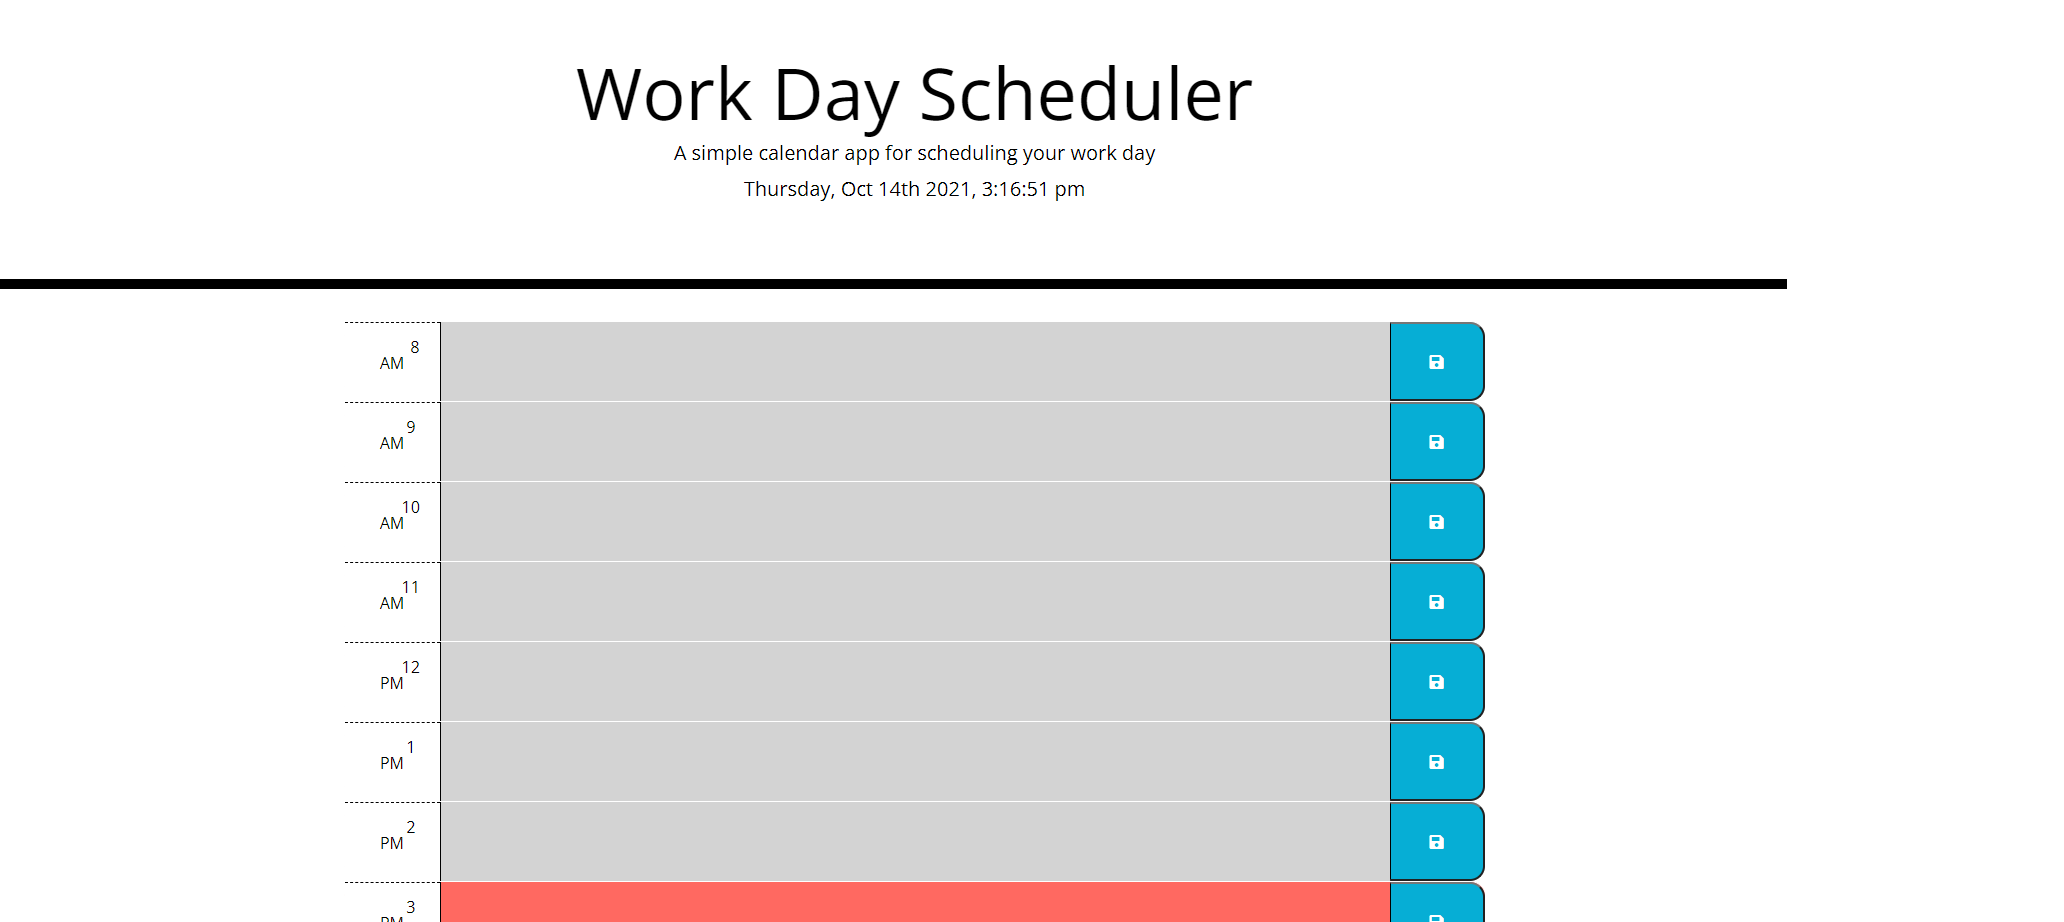 Work Day Scheduler
A simple calendar app for scheduling your work day
Thursday, Oct 14th 2021, 3:16:51 pm
8
AM
9
AM
10
AM
11
AM
12
PM
1
PM
2
PM
3
PM